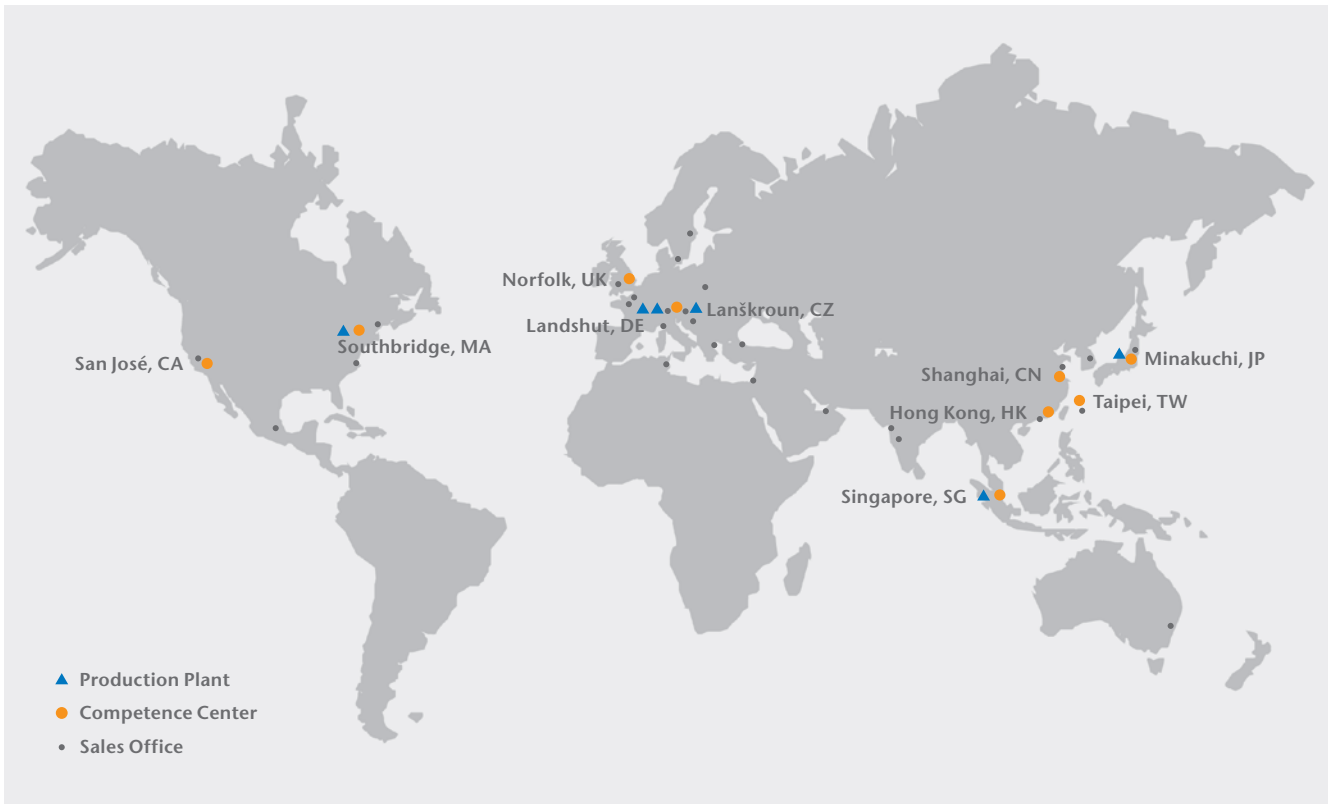 Norfolk, UK
Landshut, DE
Lanškroun, CZ
Southbridge, MA
San José, CA
Shanghai, CN
Minakuchi, JP
Hong Kong, HK
Taipei, TW
Singapore, SG
Production Plant
Competence Center
Sales Office